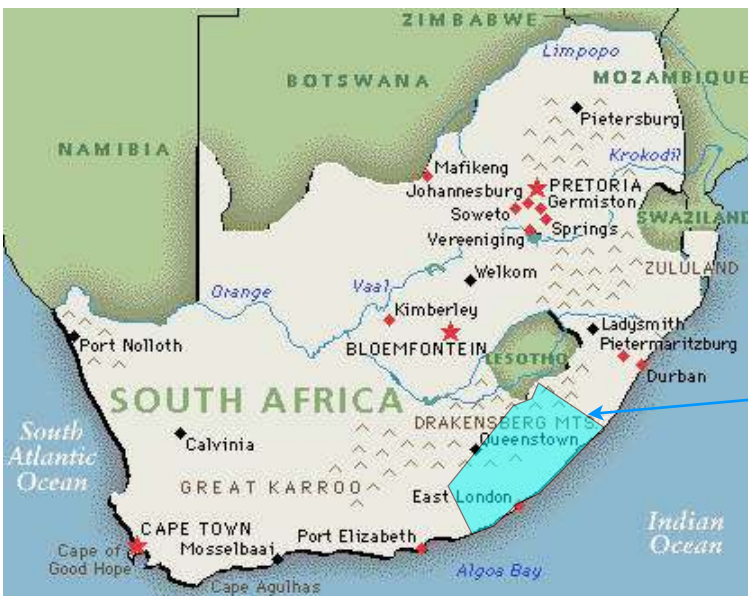 ZIMBABWE
Limpopo
BOTSWANA
MOZAMBIQUE
Pietersburg
NAMIBIA
Krokodil
Mafikeng
Johannesburg
PRETORIA
Germiston
Soweto
SWAZILAND
Springs
Vereeniging
ZULULAND
Welkom
Vaal
Orange
Kimberley
Ladysmith
Port Nolloth
BLOEMFONTEIN
Pietermaritzburg
LESOTHO
Durban
SOUTH AFRICA
DRAKENSBERG MTS
South
Atlantic
Ocean
Calvinia
Queenstown
GREAT KARROO
East London
CAPE TOWN
Port Elizabeth
Indian
Ocean
Cape of
Good Hope
Mosselbaai
Algoa Bay
Cape Agulhas